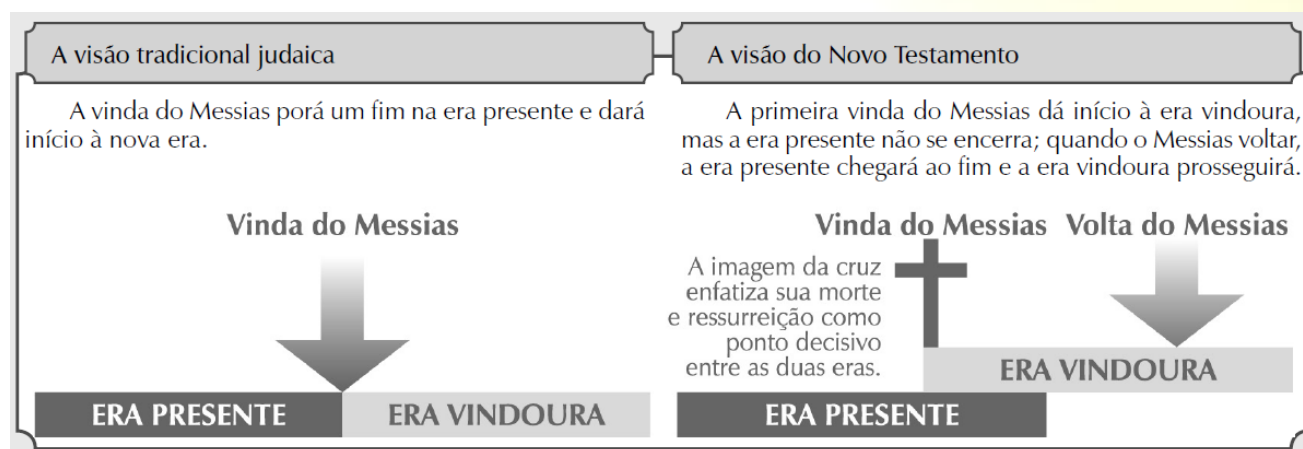 A visão tradicional judaica
A vinda do Messias porá um fim na era presente e dará
início à nova era.
Vinda do Messias
ERA PRESENTE
ERA VINDOURA
A visão do Novo Testamento
A primeira vinda do Messias dá início à era vindoura,
mas a era presente não se encerra; quando o Messias voltar,
a era presente chegará ao fim e a era vindoura prosseguirá.
Vinda do Messias
Volta do Messias
A imagem da cruz
enfatiza sua morte
e ressurreição como
ponto decisivo
entre as duas eras.
ERA VINDOURA
ERA PRESENTE